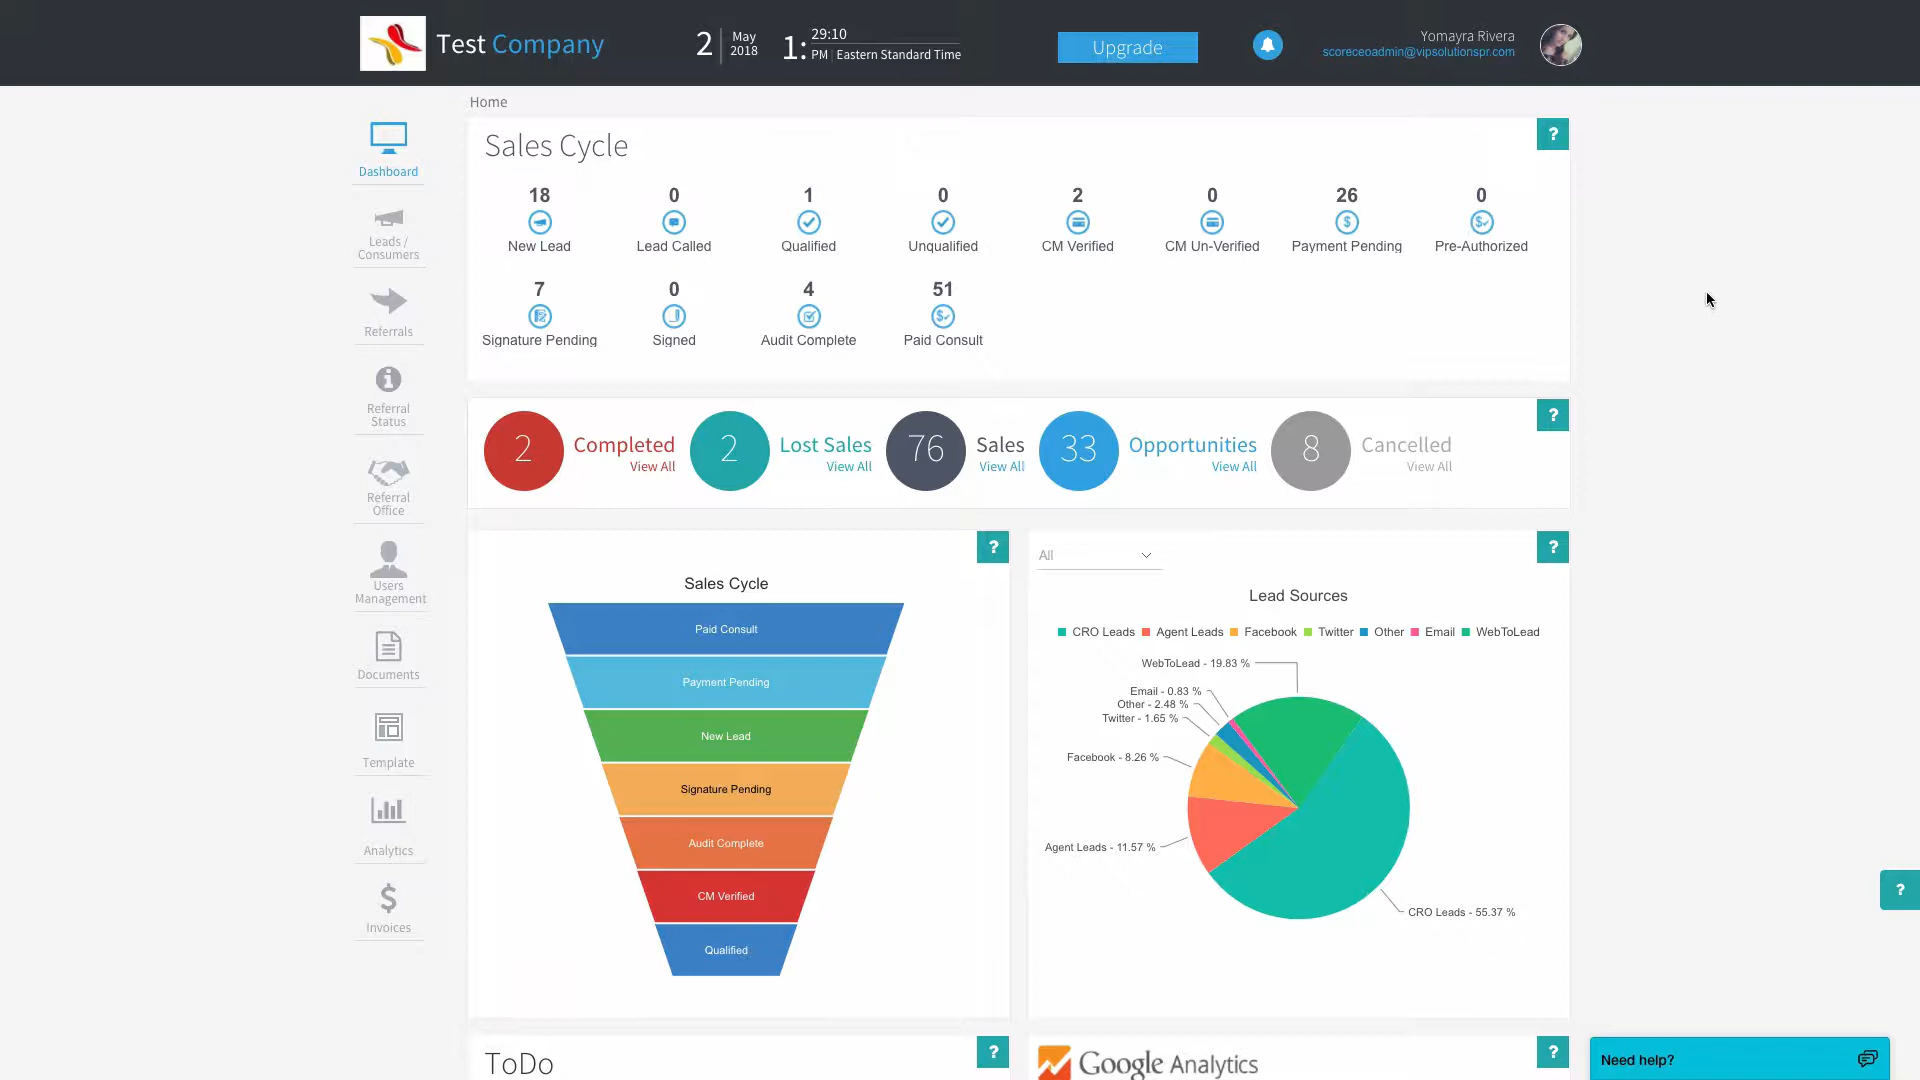 Test Company
2
May
2018
1:
29:10
PM | Eastern Standard Time
Upgrade
Yomayra Rivera
scoreceoadmin@vipsolutionspr.com
Dashboard
Leads /
Consumers
Referrals
Referral
Status
Referral
Office
Users
Management
Documents
Template
Analytics
Invoices
Home
Sales Cycle
?
18
0
1
0
2
0
26
0
New Lead
Lead Called
Qualified
Unqualified
CM Verified
CM Un-Verified
Payment Pending
Pre-Authorized
7
0
4
51
Signature Pending
Signed
Audit Complete
Paid Consult
2
Completed
View All
2
Lost Sales
View All
76
Sales
View All
33
Opportunities
View All
8
Cancelled
View All
?
?
Sales Cycle
Paid Consult
Payment Pending
New Lead
Signature Pending
Audit Complete
CM Verified
Qualified
All
?
Lead Sources
CRO Leads
Agent Leads
Facebook
Twitter
Other
Email
WebToLead
WebToLead - 19.83 %
Email - 0.83 %
Other - 2.48 %
Twitter - 1.65 %
Facebook - 8.26 %
Agent Leads - 11.57 %
CRO Leads - 55.37 %
?
ToDo
?
Google Analytics
?
Need help?